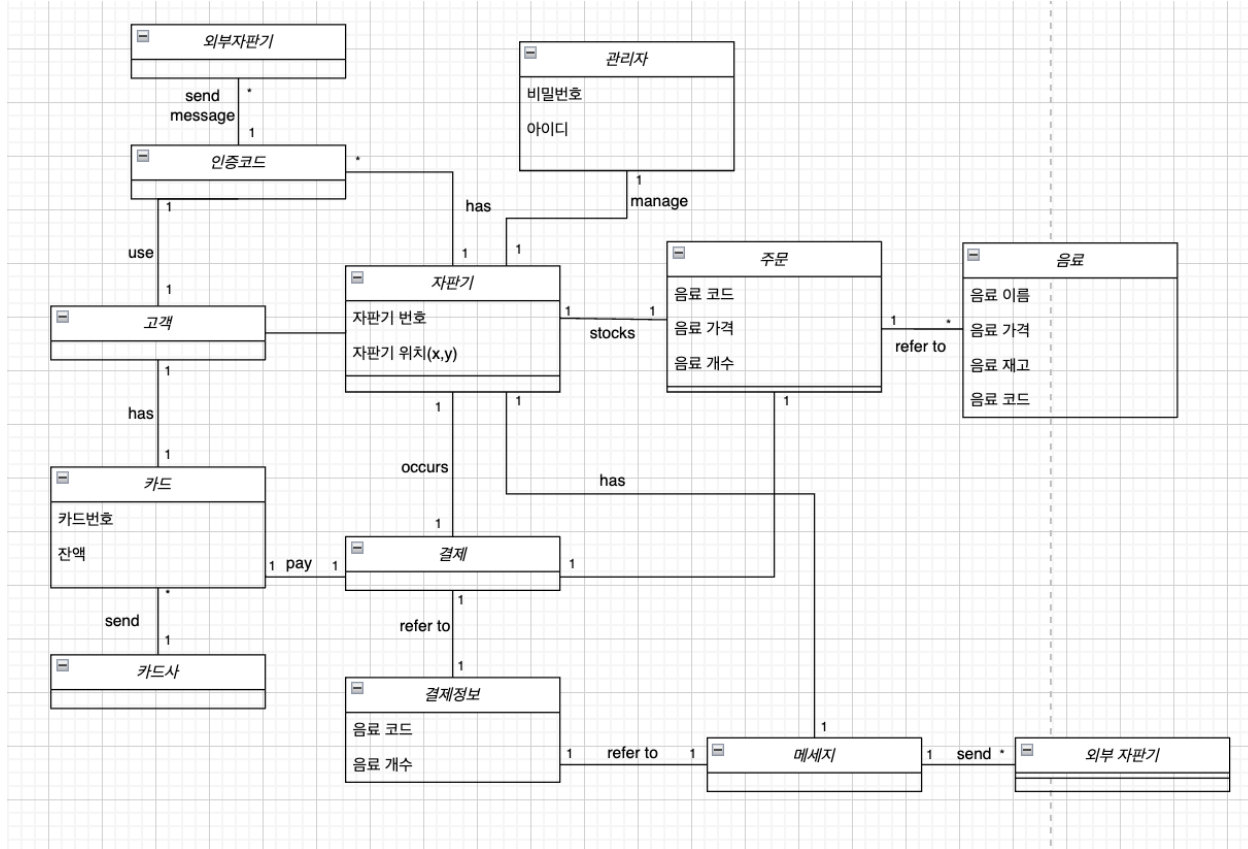 외부자판기
send
message
*
1
인증코드
*
1
has
1
use
1
고객
1
has
1
카드
카드번호
잔액
*
send
1
카드사
관리자
비밀번호
아이디
1
manage
1
자판기
자판기 번호
자판기 위치(x,y)
1
stocks
1
주문
음료 코드
음료 가격
음료 개수
1
refer to
*
음료
음료 이름
음료 가격
음료 재고
음료 코드
1
occurs
1
1
has
1
1
1
pay
1
결제
1
1
refer to
1
결제정보
음료 코드
음료 개수
1
refer to
1
메세지
1
send
*
외부 자판기